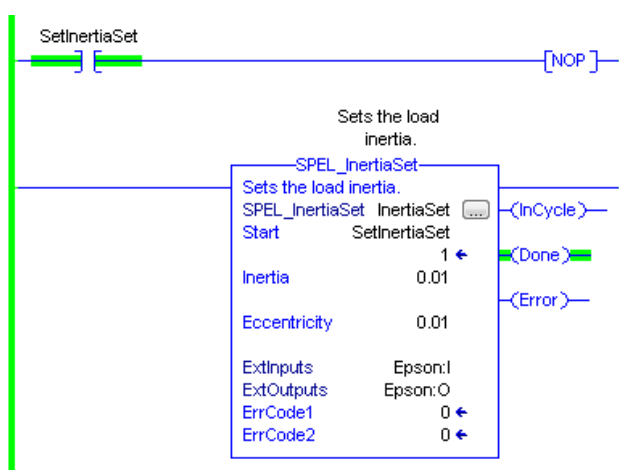 SetInertiaSet
NOP
Sets the load
inertia.
SPEL_InertiaSet
Sets the load inertia.
SPEL_InertiaSet InertiaSet ...
(InCycle)
Start SetInertiaSet
1
(Done)
Inertia 0.01
(Error)
Eccentricity 0.01
ExtInputs Epson:I
ExtOutputs Epson:O
ErrCode1 0
ErrCode2 0